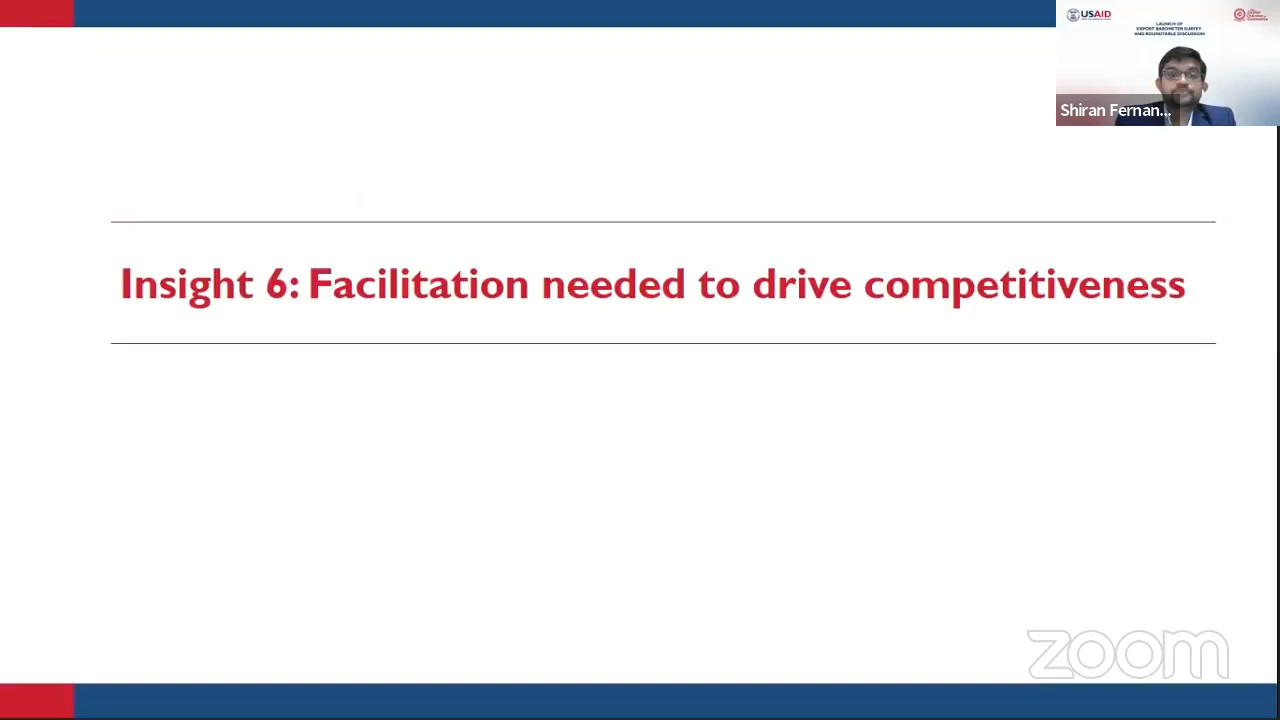 USAID
LAUNCH OF
EXPORT BAROMETER SURVEY
AND ROUNDTABLE DISCUSSION
Shiran Fernan...
Insight 6: Facilitation needed to drive competitiveness
zoom